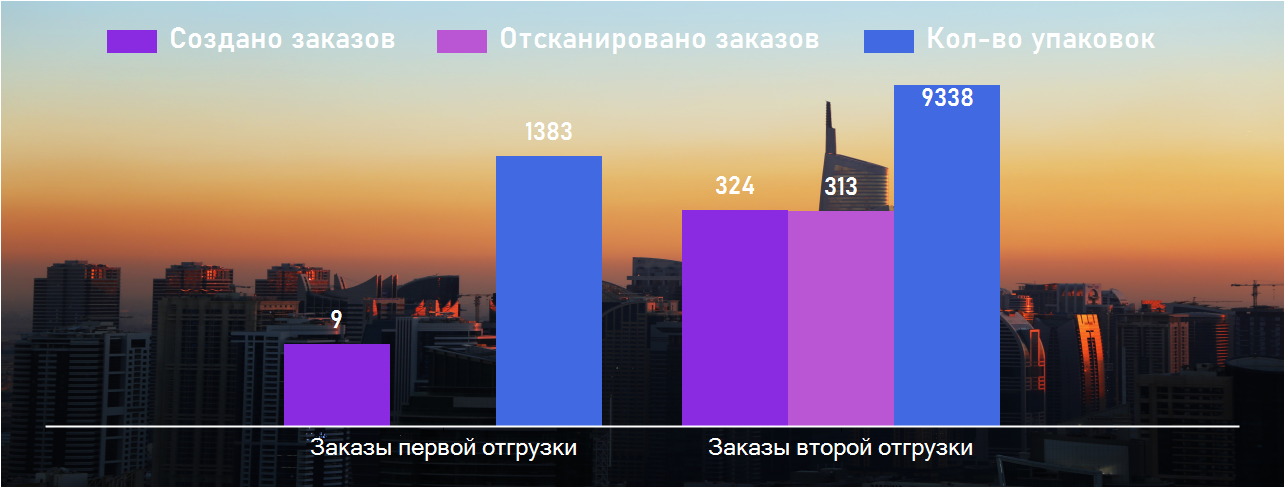 Создано заказов Отсканировано заказов Кол-во упаковок
9338
1383
324 313
9
Заказы первой отгрузки Заказы второй отгрузки